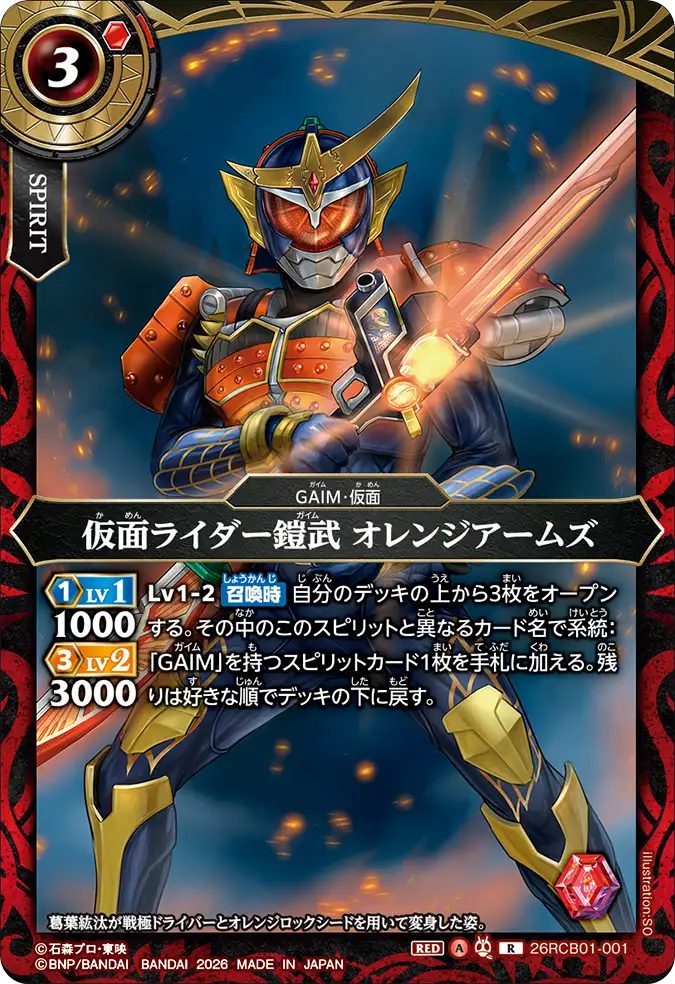 3
SPIRIT
GAIM・仮面
仮面ライダー鎧武 オレンジアームズ
1 LV1
1000
3 LV2
3000
Lv1-2 召喚時 自分のデッキの上から3枚をオープン
する。その中のこのスピリットと異なるカード名で系統：
「GAIM」を持つスピリットカード1枚を手札に加える。残
りは好きな順でデッキの下に戻す。
葛葉紘汰が戦極ドライバーとオレンジロックシードを用いて変身した姿。
illustration:SO
©石森プロ・東映
©BNP/BANDAI BANDAI 2026 MADE IN JAPAN
RED A R 26RCB01-001